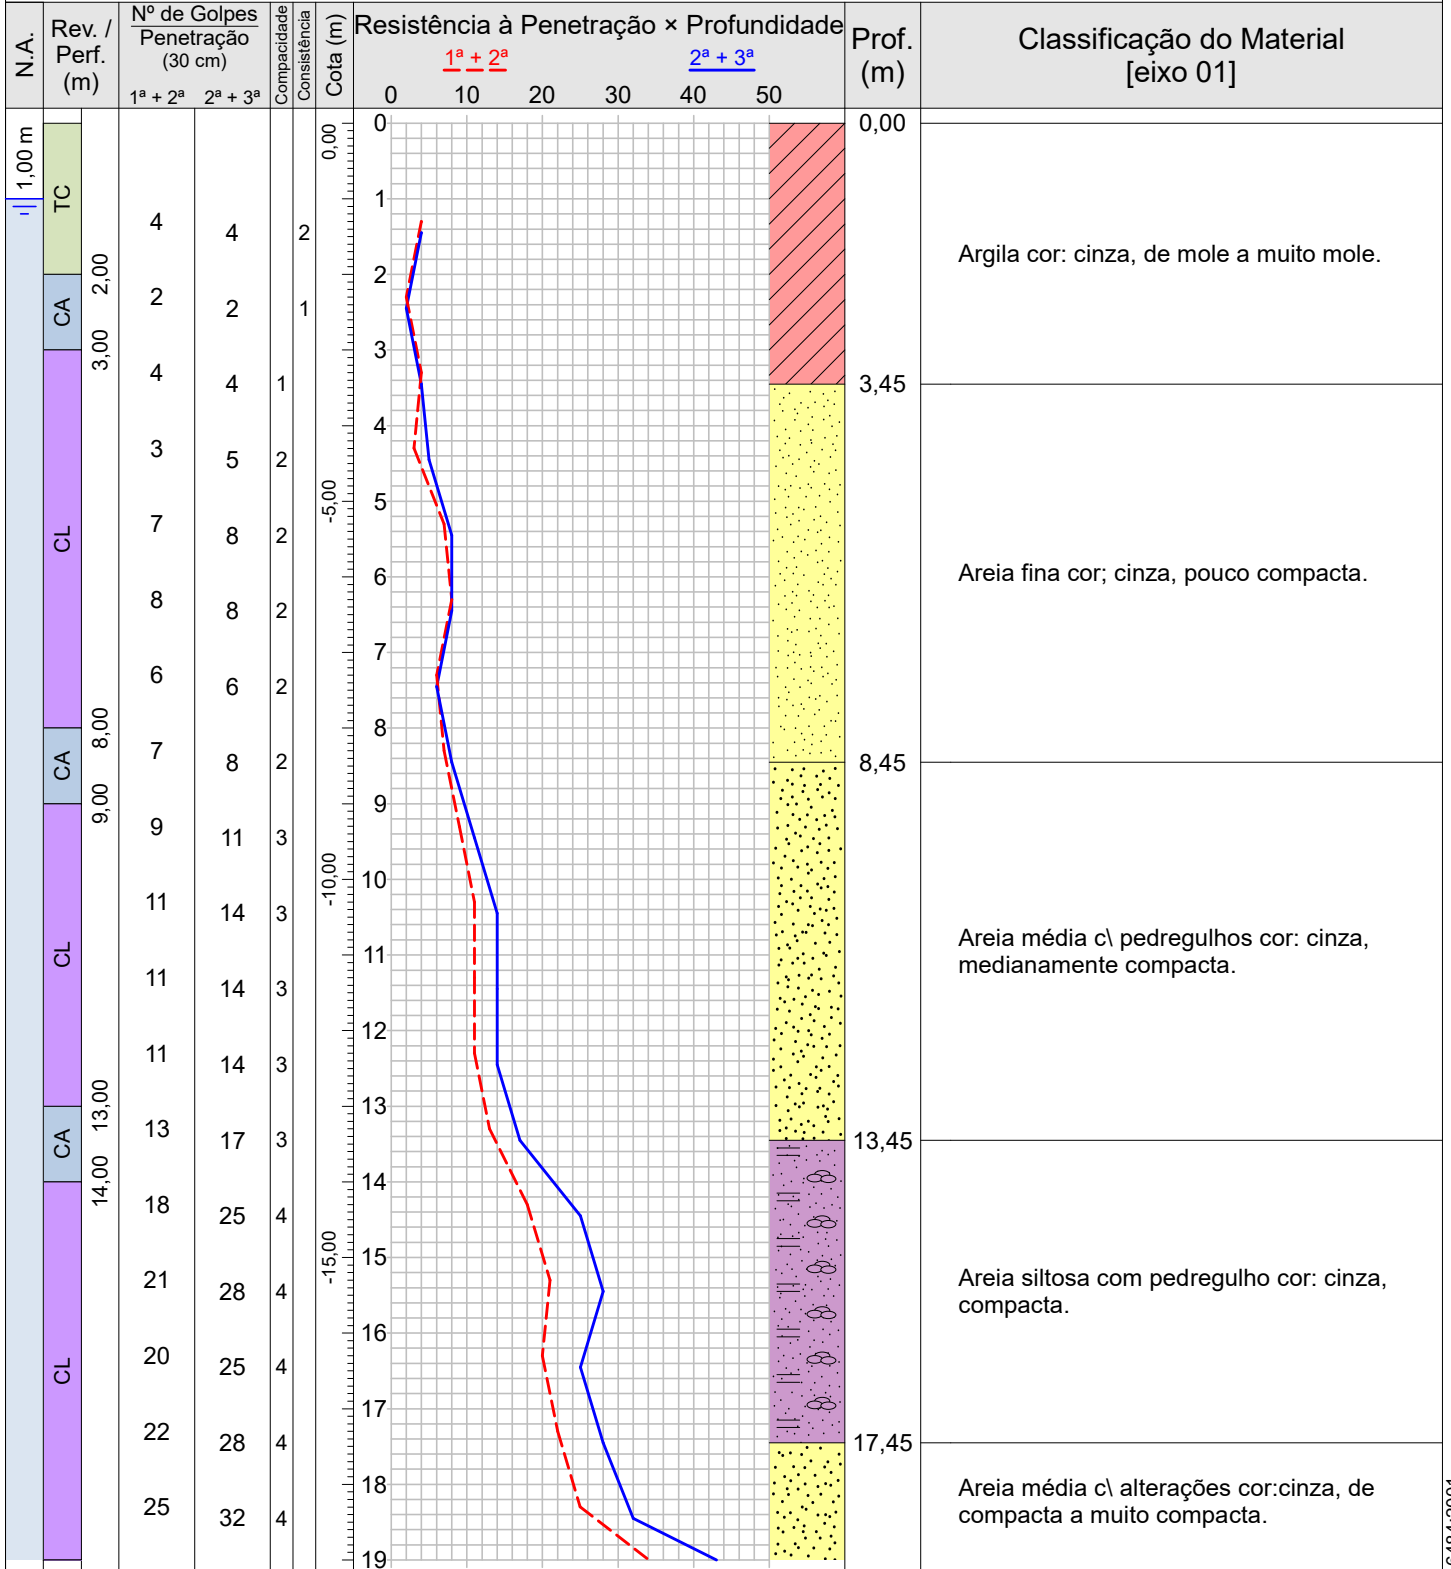 N.A.
Rev. /
Perf.
(m)
Nº de Golpes
Penetração
(30 cm)
1ª + 2ª 2ª + 3ª
Compacidade
Consistência
Cota (m)
Resistência à Penetração × Profundidade
1ª + 2ª 2ª + 3ª
0 10 20 30 40 50
Prof.
(m)
Classificação do Material
[eixo 01]
1,00 m
TC
2,00
CA
3,00
CL
8,00
CA
9,00
CL
13,00
CA
14,00
CL
4 4 2
2 2 1
4 4 1
3 5 2
7 8 2
8 8 2
6 6 2
7 8 2
9 11 3
11 14 3
11 14 3
11 14 3
13 17 3
18 25 4
21 28 4
20 25 4
22 28 4
25 32 4
0,00
-5,00
-10,00
-15,00
0
1
2
3
4
5
6
7
8
9
10
11
12
13
14
15
16
17
18
19
0,00
Argila cor: cinza, de mole a muito mole.
3,45
Areia fina cor; cinza, pouco compacta.
8,45
Areia média c\ pedregulhos cor: cinza,
medianamente compacta.
13,45
Areia siltosa com pedregulho cor: cinza,
compacta.
17,45
Areia média c\ alterações cor:cinza, de
compacta a muito compacta.